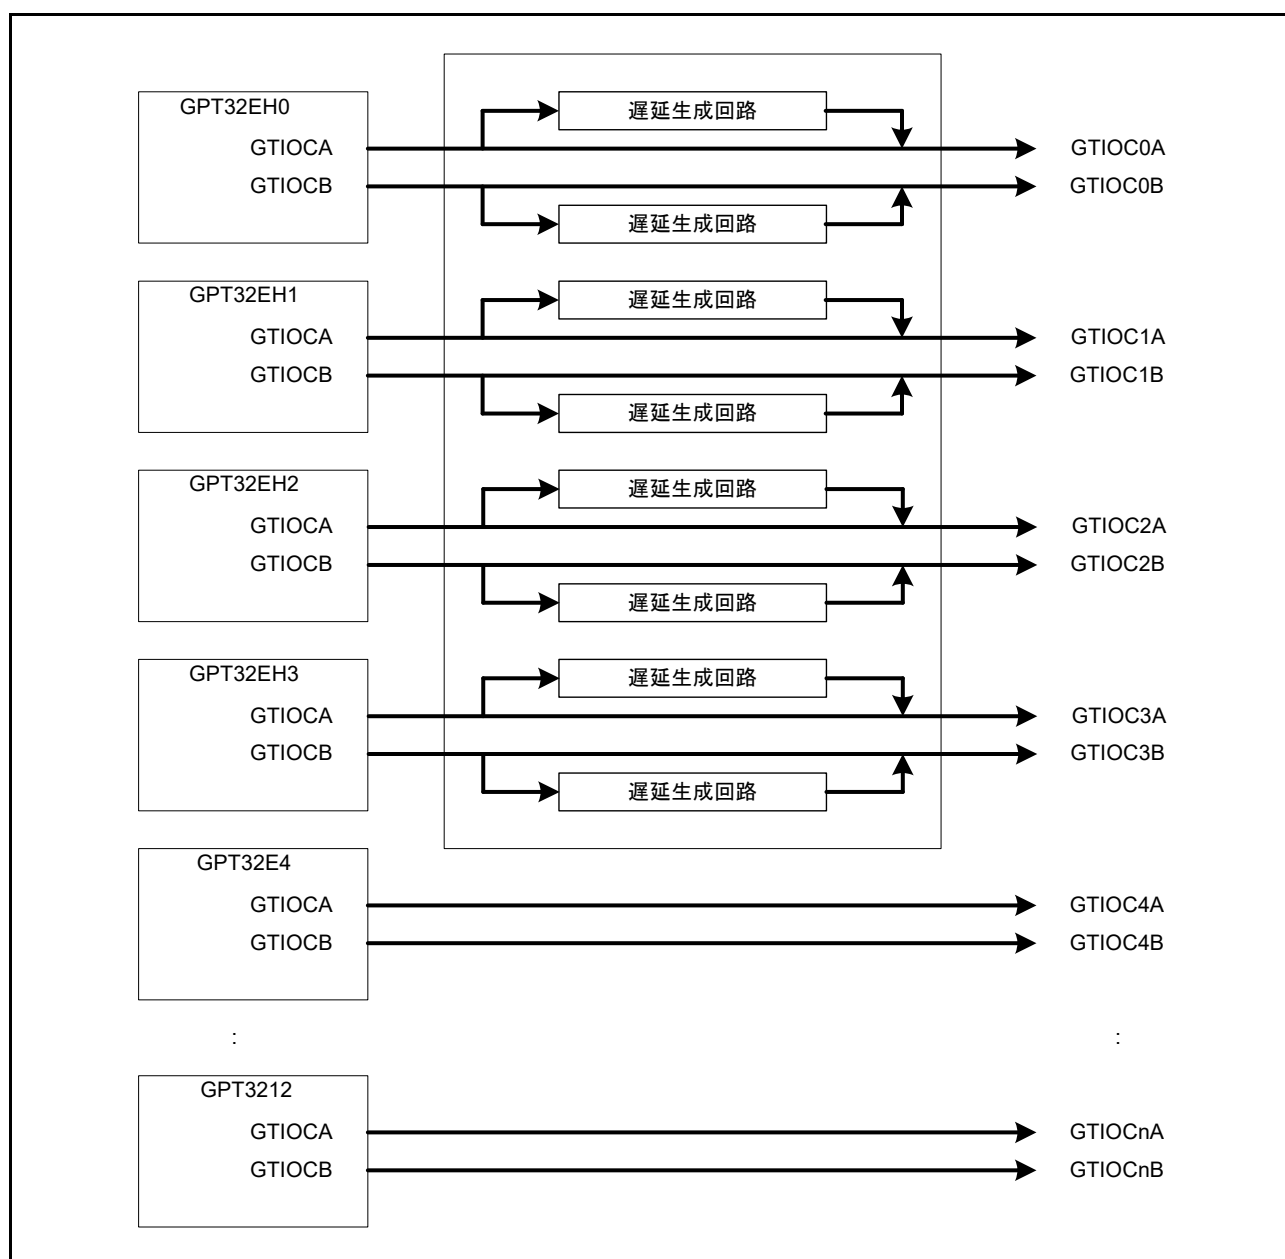 GPT32EH0
遅延生成回路
GTIOCA
GTIOC0A
GTIOCB
GTIOC0B
遅延生成回路
GPT32EH1
遅延生成回路
GTIOCA
GTIOC1A
GTIOCB
GTIOC1B
遅延生成回路
GPT32EH2
遅延生成回路
GTIOCA
GTIOC2A
GTIOCB
GTIOC2B
遅延生成回路
GPT32EH3
遅延生成回路
GTIOCA
GTIOC3A
GTIOCB
GTIOC3B
遅延生成回路
GPT32E4
GTIOCA
GTIOC4A
GTIOCB
GTIOC4B
:
:
GPT3212
GTIOCA
GTIOCnA
GTIOCB
GTIOCnB